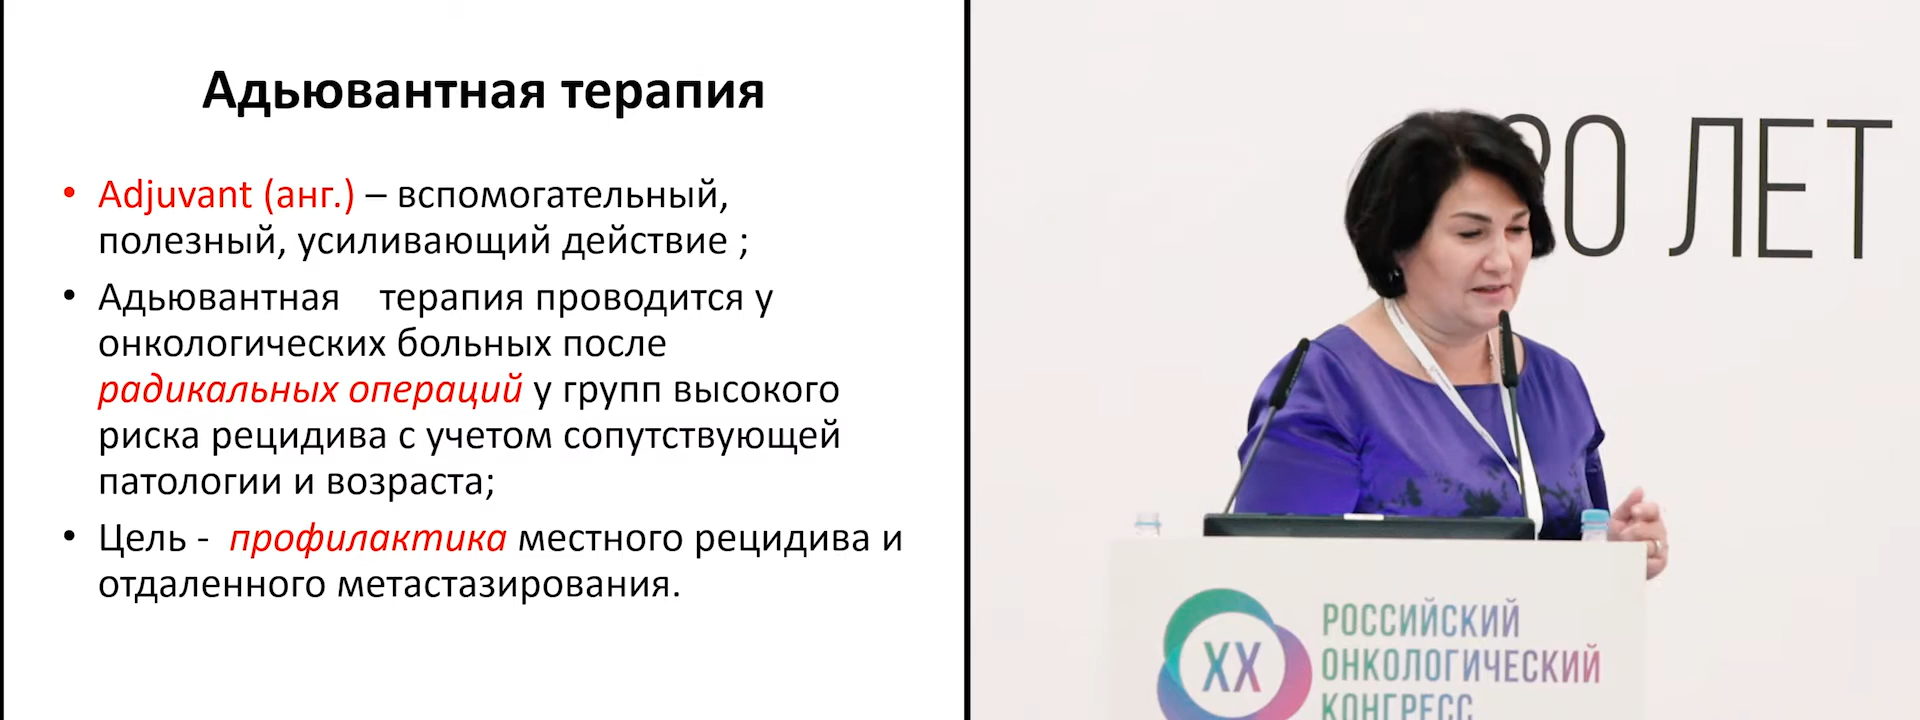 Адьювантная терапия
• Adjuvant (анг.) – вспомогательный,
полезный, усиливающий действие ;
• Адьювантная терапия проводится у
онкологических больных после
радикальных операций у групп высокого
риска рецидива с учетом сопутствующей
патологии и возраста;
• Цель - профилактика местного рецидива и
отдаленного метастазирования.
20 ЛЕТ
XX
РОССИЙСКИЙ
ОНКОЛОГИЧЕСКИЙ
КОНГРЕСС